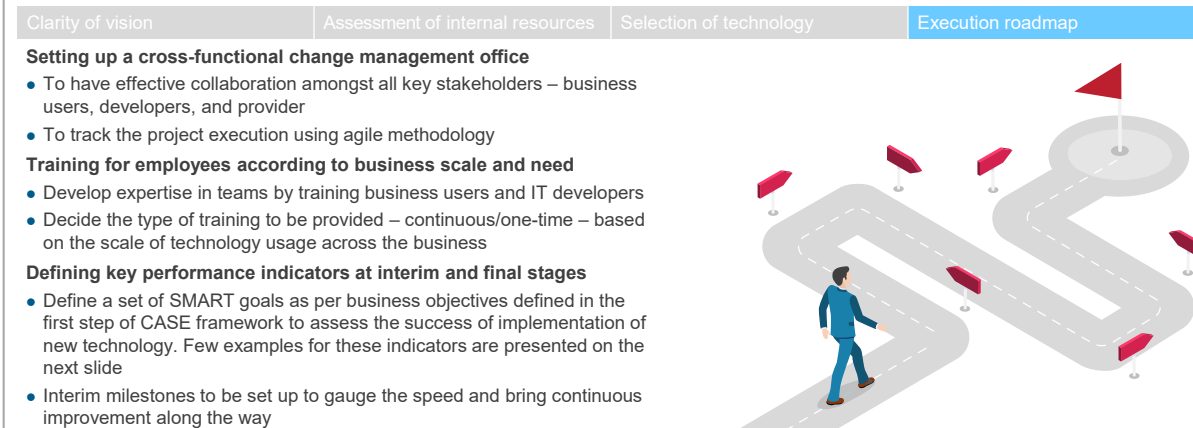 Clarity of vision
Assessment of internal resources
Selection of technology
Execution roadmap
Setting up a cross-functional change management office
● To have effective collaboration amongst all key stakeholders – business
users, developers, and provider
● To track the project execution using agile methodology
Training for employees according to business scale and need
● Develop expertise in teams by training business users and IT developers
● Decide the type of training to be provided – continuous/one-time – based
on the scale of technology usage across the business
Defining key performance indicators at interim and final stages
● Define a set of SMART goals as per business objectives defined in the
first step of CASE framework to assess the success of implementation of
new technology. Few examples for these indicators are presented on the
next slide
● Interim milestones to be set up to gauge the speed and bring continuous
improvement along the way